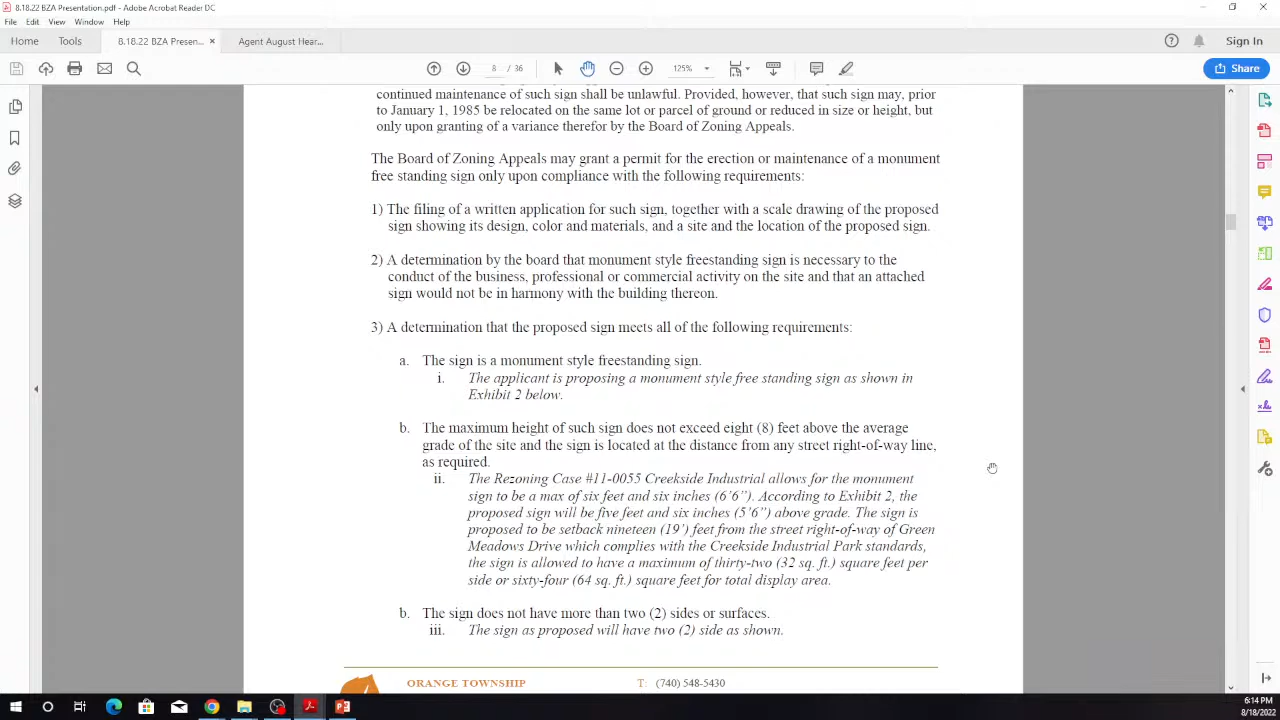 8.18.22 BZA Presentation.pdf - Adobe Acrobat Reader DC
File Edit View Window Help
Home Tools 8.18.22 BZA Presen... × Agent August Hear... Sign In
8 / 36 125% Share
continued maintenance of such sign shall be unlawful. Provided, however, that such sign may, prior
to January 1, 1985 be relocated on the same lot or parcel of ground or reduced in size or height, but
only upon granting of a variance therefor by the Board of Zoning Appeals.
The Board of Zoning Appeals may grant a permit for the erection or maintenance of a monument
free standing sign only upon compliance with the following requirements:
1) The filing of a written application for such sign, together with a scale drawing of the proposed
sign showing its design, color and materials, and a site and the location of the proposed sign.
2) A determination by the board that monument style freestanding sign is necessary to the
conduct of the business, professional or commercial activity on the site and that an attached
sign would not be in harmony with the building thereon.
3) A determination that the proposed sign meets all of the following requirements:
a. The sign is a monument style freestanding sign.
i. The applicant is proposing a monument style free standing sign as shown in
Exhibit 2 below.
b. The maximum height of such sign does not exceed eight (8) feet above the average
grade of the site and the sign is located at the distance from any street right-of-way line,
as required.
ii. The Rezoning Case #11-0055 Creekside Industrial allows for the monument
sign to be a max of six feet and six inches (6'6”). According to Exhibit 2, the
proposed sign will be five feet and six inches (5'6”) above grade. The sign is
proposed to be setback nineteen (19') feet from the street right-of-way of Green
Meadows Drive which complies with the Creekside Industrial Park standards,
the sign is allowed to have a maximum of thirty-two (32 sq. ft.) square feet per
side or sixty-four (64 sq. ft.) square feet for total display area.
b. The sign does not have more than two (2) sides or surfaces.
iii. The sign as proposed will have two (2) side as shown.
ORANGE TOWNSHIP T: (740) 548-5430
6:14 PM
8/18/2022